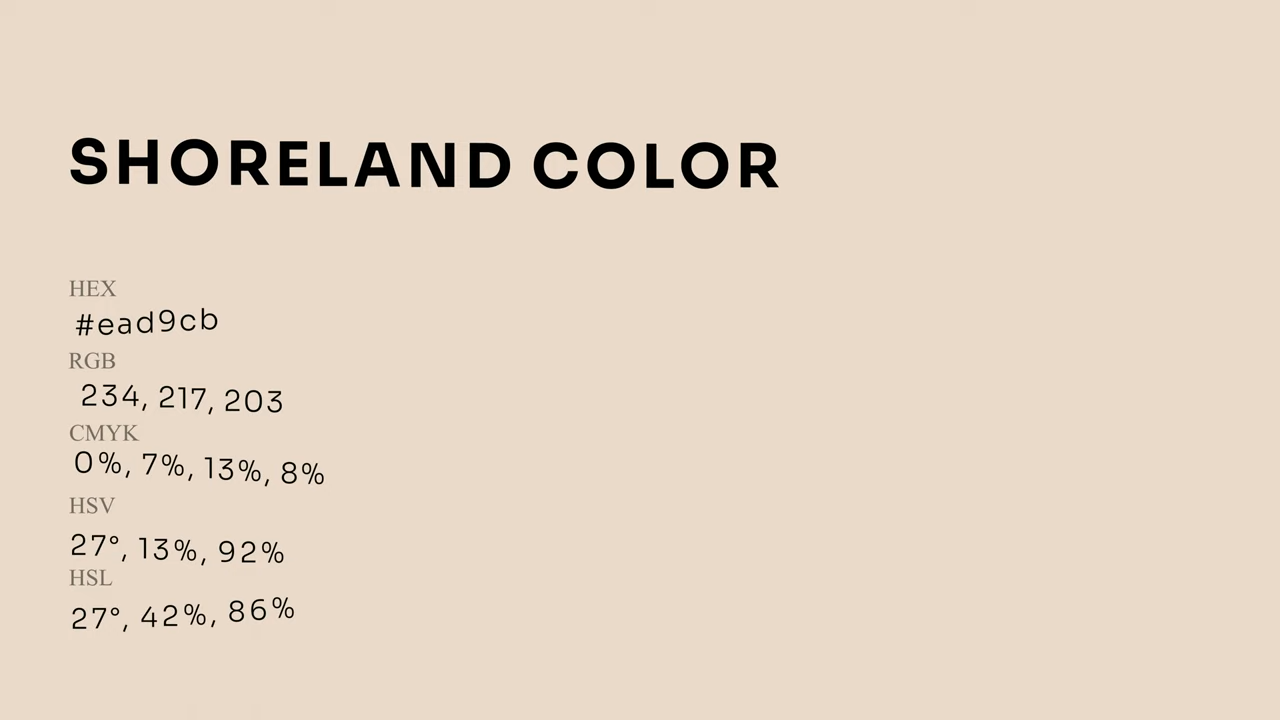 SHORELAND COLOR
HEX
#ead9cb
RGB
234, 217, 203
CMYK
0%, 7%, 13%, 8%
HSV
27°, 13%, 92%
HSL
27°, 42%, 86%